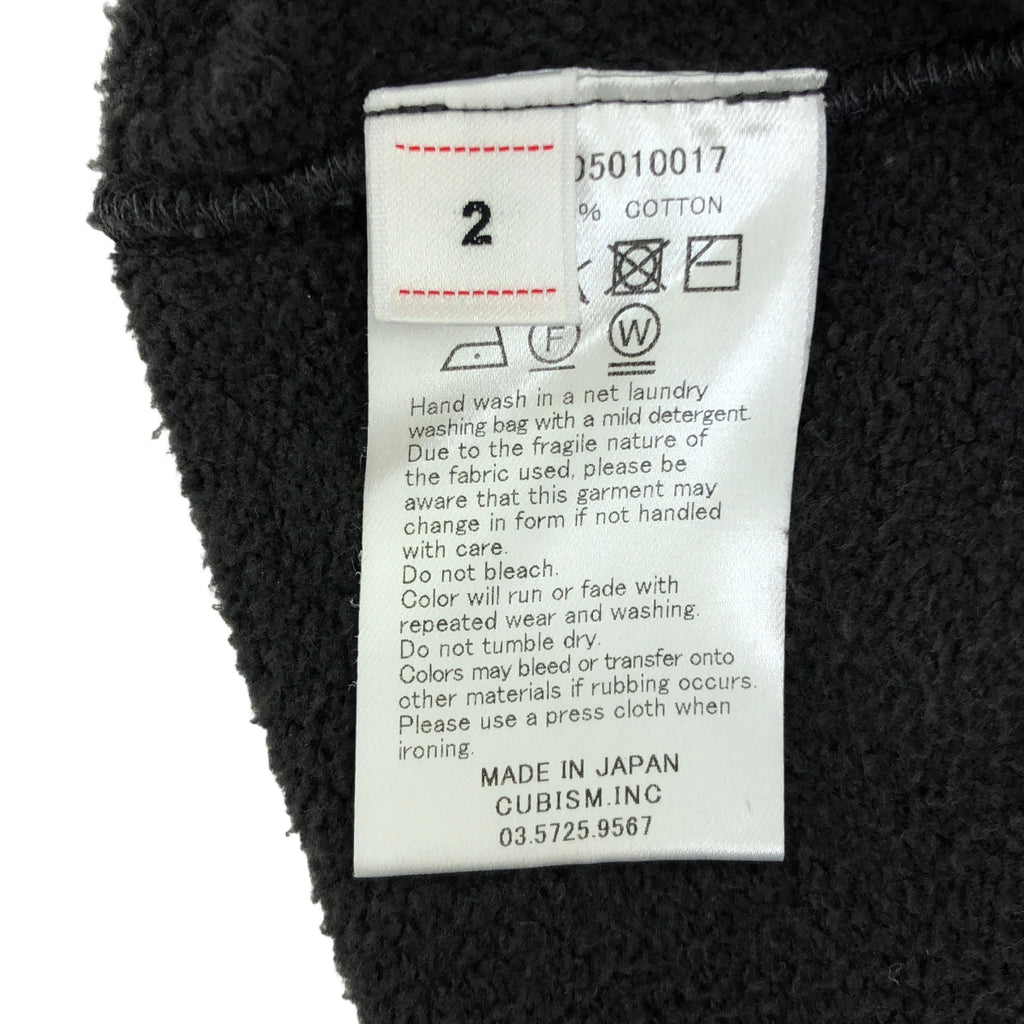 2
05010017
% COTTON
F
W
Hand wash in a net laundry
washing bag with a mild detergent.
Due to the fragile nature of
the fabric used, please be
aware that this garment may
change in form if not handled
with care.
Do not bleach.
Color will run or fade with
repeated wear and washing.
Do not tumble dry.
Colors may bleed or transfer onto
other materials if rubbing occurs.
Please use a press cloth when
ironing.
MADE IN JAPAN
CUBISM.INC
03.5725.9567